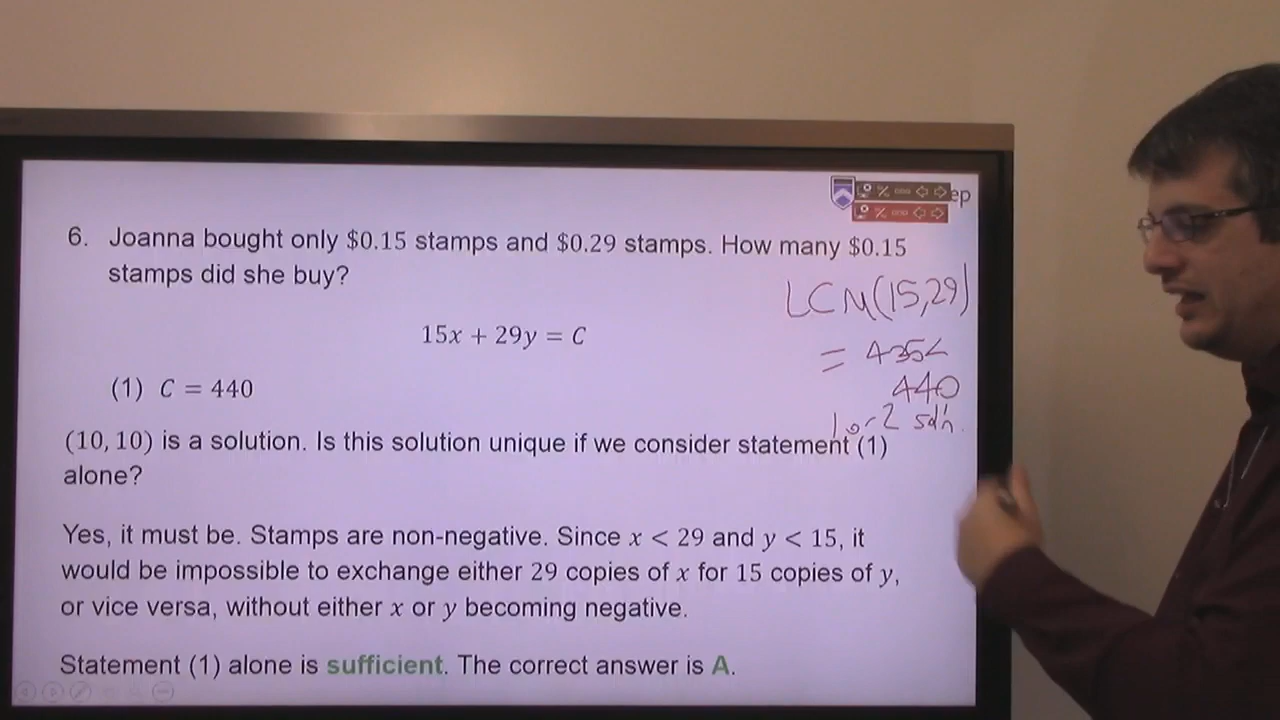 ep
6. Joanna bought only $0.15 stamps and $0.29 stamps. How many $0.15
stamps did she buy?
LCM(15,29)
15x + 29y = C
= 435 <
(1) C = 440
440
1 or 2 sol'n.
(10, 10) is a solution. Is this solution unique if we consider statement (1)
alone?
Yes, it must be. Stamps are non-negative. Since x < 29 and y < 15, it
would be impossible to exchange either 29 copies of x for 15 copies of y,
or vice versa, without either x or y becoming negative.
Statement (1) alone is sufficient. The correct answer is A.